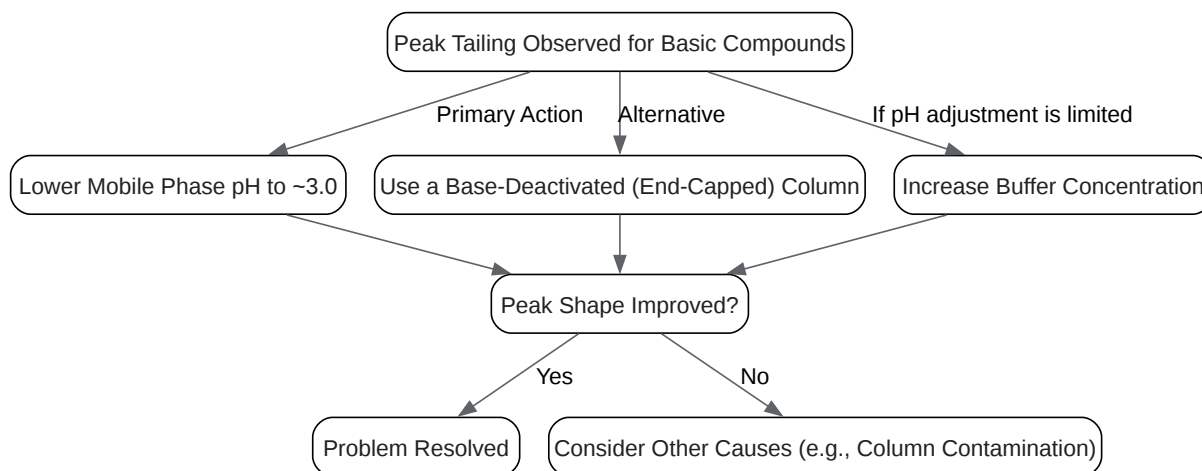 Peak Tailing Observed for Basic Compounds
Primary Action
Alternative
If pH adjustment is limited
Lower Mobile Phase pH to ~3.0
Use a Base-Deactivated (End-Capped) Column
Increase Buffer Concentration
Peak Shape Improved?
Yes
No
Problem Resolved
Consider Other Causes (e.g., Column Contamination)